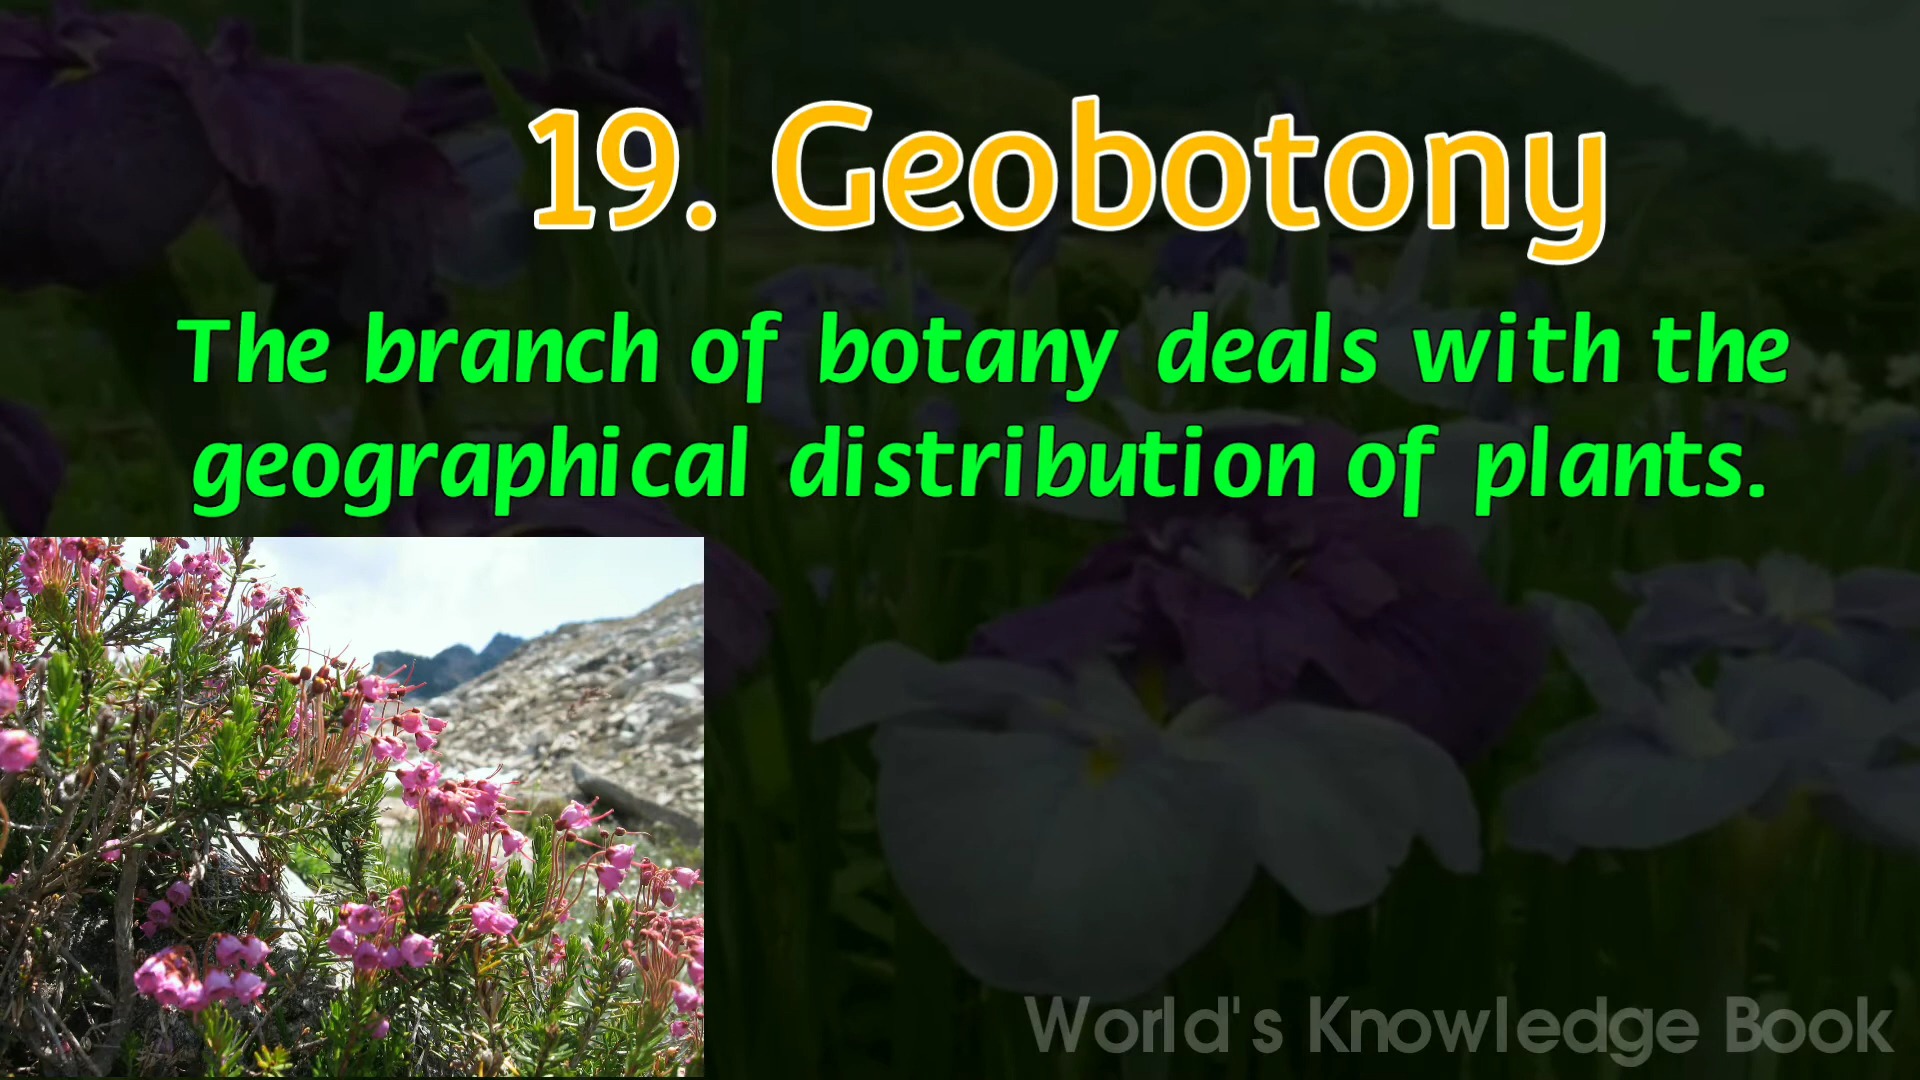 19. Geobotony
The branch of botany deals with the
geographical distribution of plants.
World's Knowledge Book